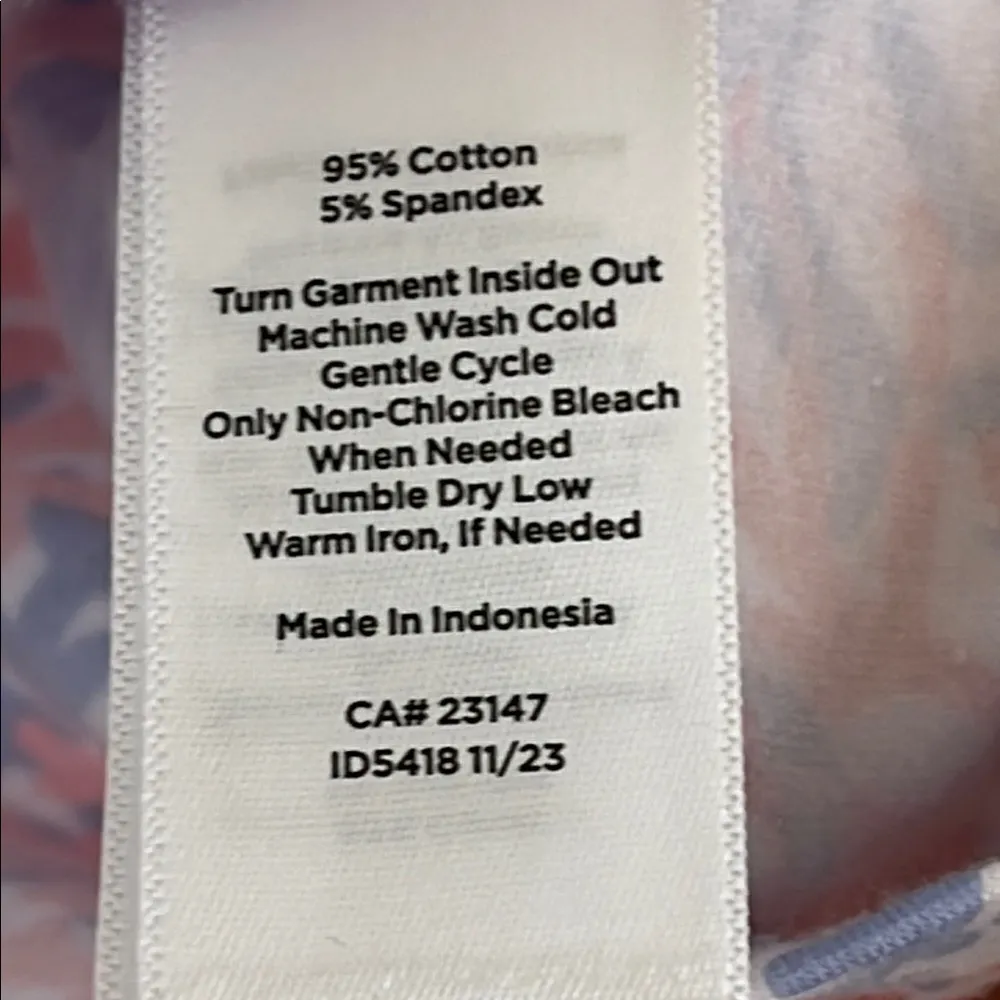 95% Cotton
5% Spandex
Turn Garment Inside Out
Machine Wash Cold
Gentle Cycle
Only Non-Chlorine Bleach
When Needed
Tumble Dry Low
Warm Iron, If Needed
Made In Indonesia
CA# 23147
ID5418 11/23